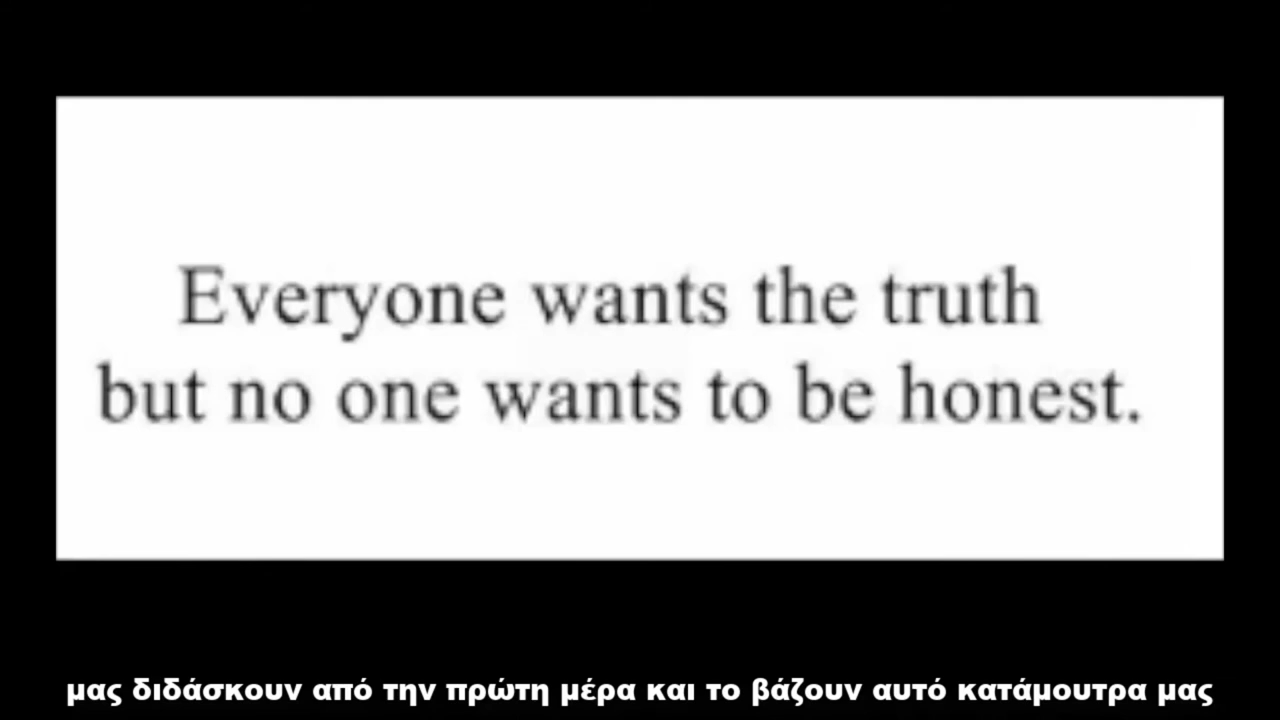 Everyone wants the truth
but no one wants to be honest.
μας διδάσκουν από την πρώτη μέρα και το βάζουν αυτό κατάμουτρα μας